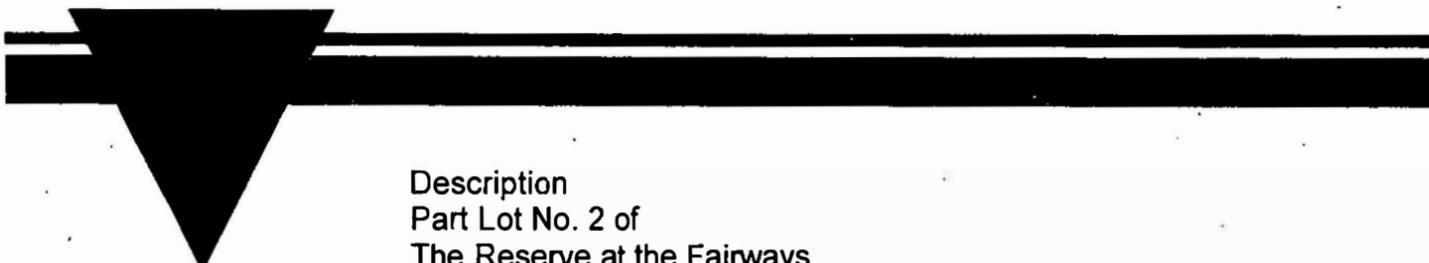 Description
Part Lot No. 2 of
The Reserve at the Fairways